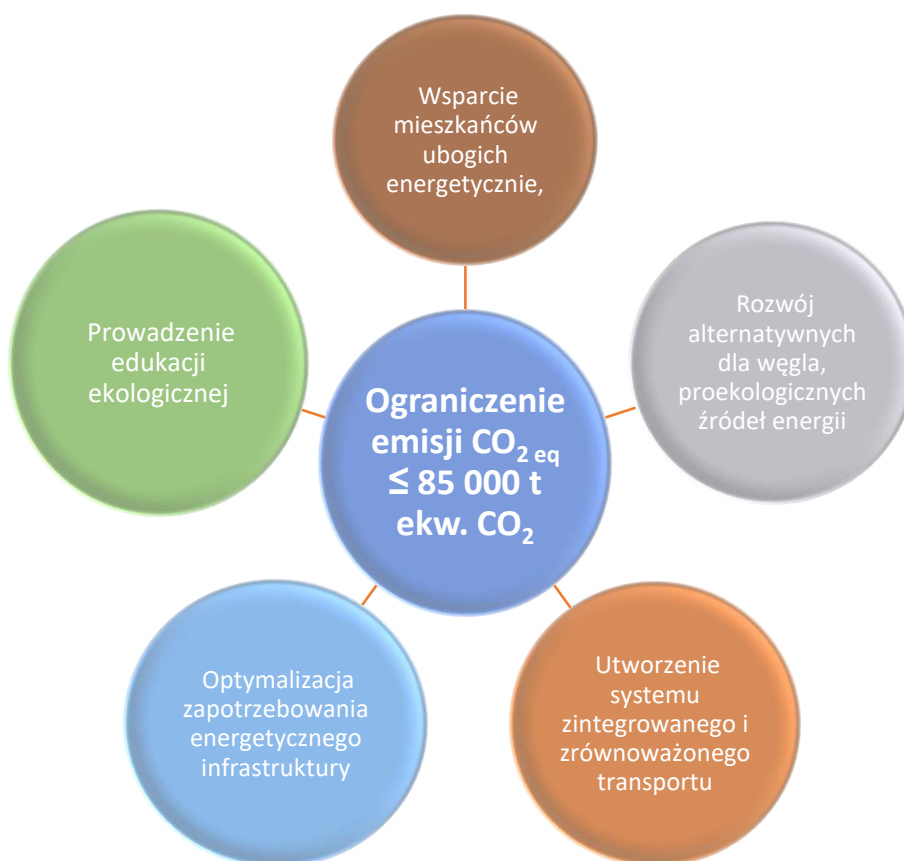 Wsparcie
mieszkańców
ubogich
energetycznie,
Rozwój
alternatywnych
dla węgla,
proekologicznych
źródeł energii
Prowadzenie
edukacji
ekologicznej
Ograniczenie
emisji CO₂ eq
≤ 85 000 t
ekw. CO₂
Optymalizacja
zapotrzebowania
energetycznego
infrastruktury
Utworzenie
systemu
zintegrowanego i
zrównoważonego
transportu